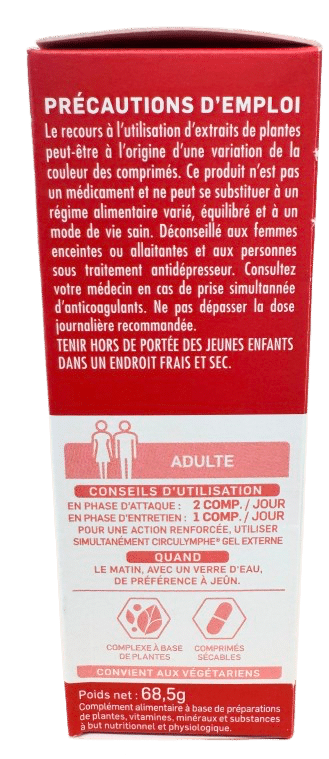 PRÉCAUTIONS D'EMPLOI
Le recours à l'utilisation d'extraits de plantes
peut-être à l'origine d'une variation de la
couleur des comprimés. Ce produit n'est pas
un médicament et ne peut se substituer à un
régime alimentaire varié, équilibré et à un
mode de vie sain. Déconseillé aux femmes
enceintes ou allaitantes et aux personnes
sous traitement antidépresseur. Consultez
votre médecin en cas de prise simultannée
d'anticoagulants. Ne pas dépasser la dose
journalière recommandée.
TENIR HORS DE PORTÉE DES JEUNES ENFANTS
DANS UN ENDROIT FRAIS ET SEC.
ADULTE
CONSEILS D'UTILISATION
EN PHASE D'ATTAQUE : 2 COMP. / JOUR
EN PHASE D'ENTRETIEN : 1 COMP. / JOUR
POUR UNE ACTION RENFORCÉE, UTILISER
SIMULTANÉMENT CIRCULYMPHE® GEL EXTERNE
QUAND
LE MATIN, AVEC UN VERRE D'EAU,
DE PRÉFÉRENCE À JEÛN.
COMPLEXE À BASE
DE PLANTES
COMPRIMÉS
SÉCABLES
CONVIENT AUX VÉGÉTARIENS
Poids net : 68,5g
Complément alimentaire à base de préparations
de plantes, vitamines, minéraux et substances
à but nutritionnel et physiologique.